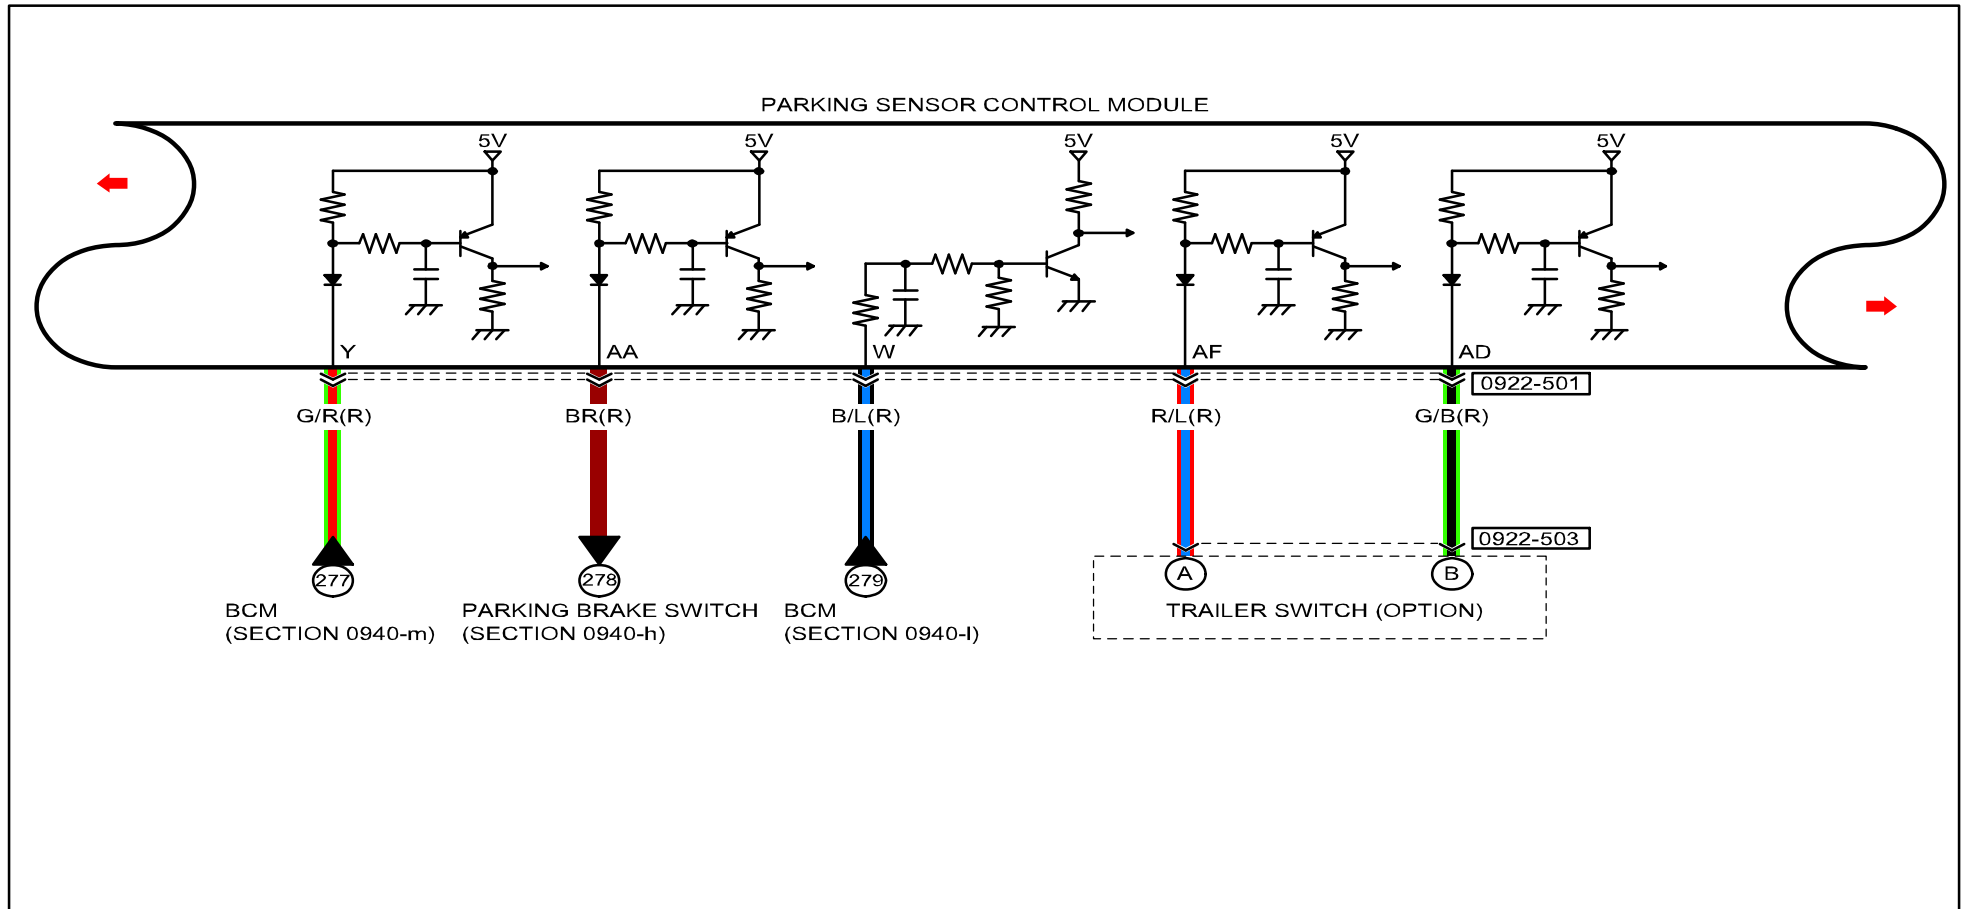 PARKING SENSOR CONTROL MODULE
5V 5V 5V 5V 5V
Y AA W AF AD
0922-501
G/R(R) BR(R) B/L(R) R/L(R) G/B(R)
0922-503
277 278 279 A B
BCM PARKING BRAKE SWITCH BCM TRAILER SWITCH (OPTION)
(SECTION 0940-m) (SECTION 0940-h) (SECTION 0940-l)